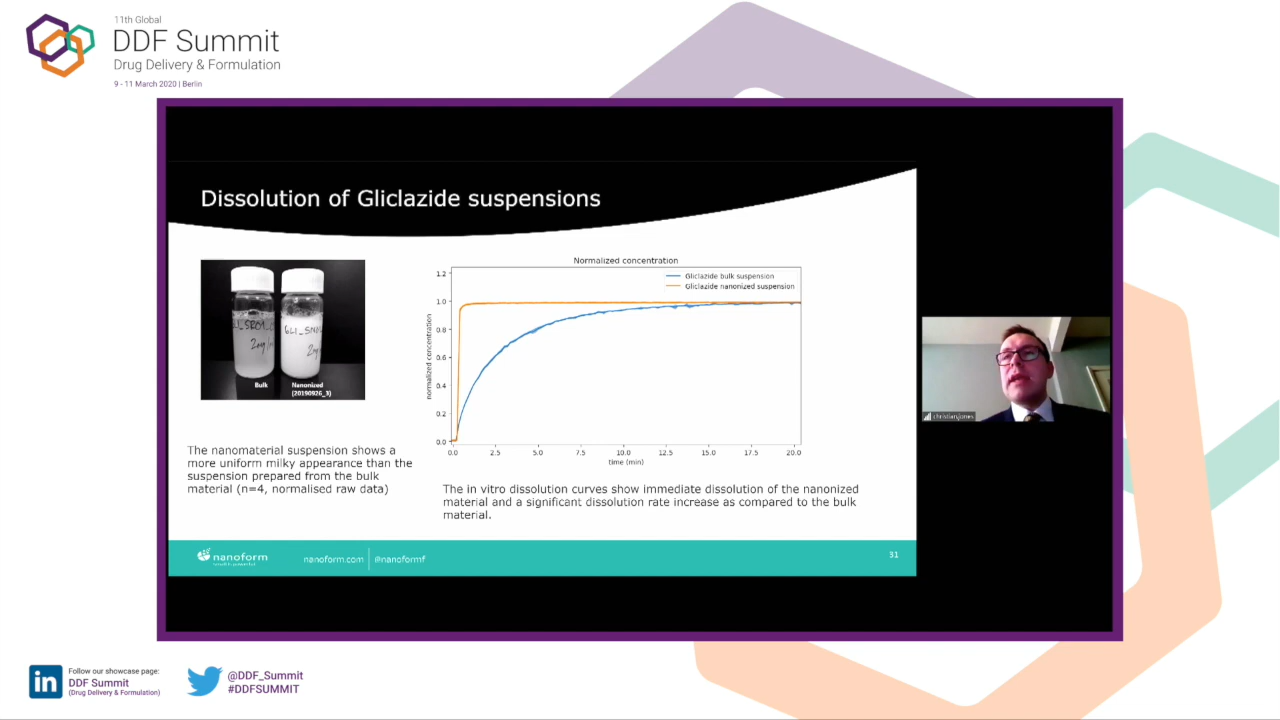 11th Global
DDF Summit
Drug Delivery & Formulation
9 - 11 March 2020 | Berlin
Dissolution of Gliclazide suspensions
2mg/
GLI_SN
2mg
Bulk
Nanonized
(20190926_3)
The nanomaterial suspension shows a
more uniform milky appearance than the
suspension prepared from the bulk
material (n=4, normalised raw data)
Normalized concentration
Gliclazide bulk suspension
Gliclazide nanonized suspension
normalized concentration
1.2
1.0
0.8
0.6
0.4
0.2
0.0
0.0 2.5 5.0 7.5 10.0 12.5 15.0 17.5 20.0
time (min)
The in vitro dissolution curves show immediate dissolution of the nanonized
material and a significant dissolution rate increase as compared to the bulk
material.
nanoform
nanoform.com | @nanoformf
31
christian.jones
in
Follow our showcase page:
DDF Summit
(Drug Delivery & Formulation)
@DDF_Summit
#DDFSUMMIT